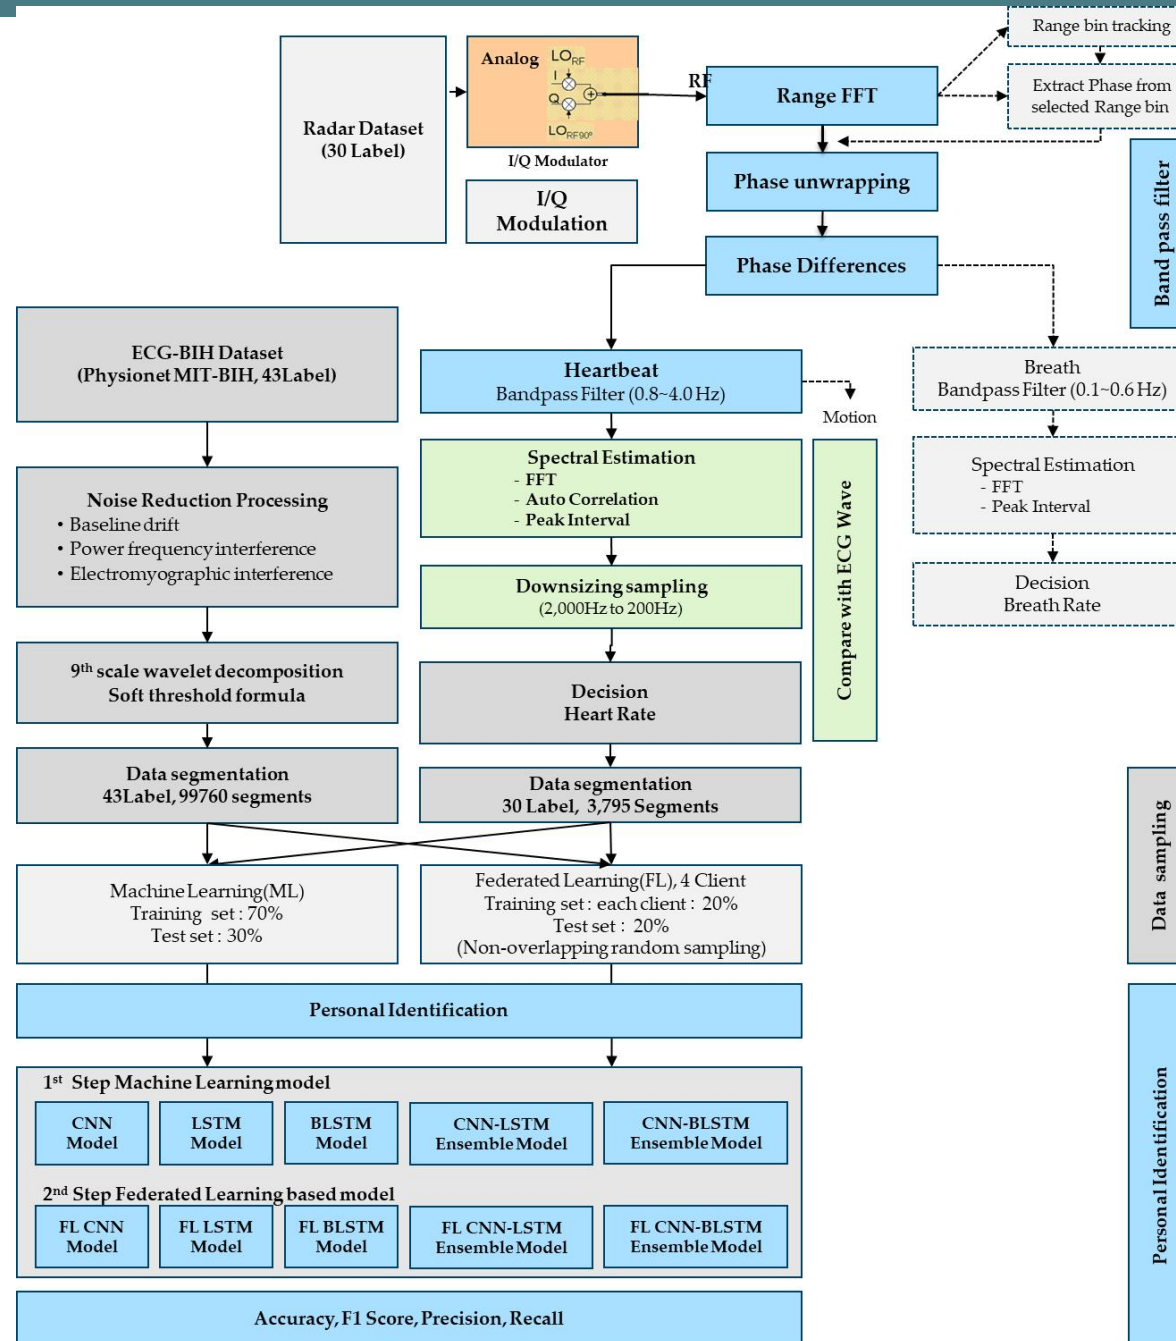 Range bin tracking
Extract Phase from
selected Range bin
Radar Dataset
(30 Label)
Analog
LORF
I
Q
LORF90°
I/Q Modulator
I/Q
Modulation
RF
Range FFT
Phase unwrapping
Phase Differences
Band pass filter
ECG-BIH Dataset
(Physionet MIT-BIH, 43Label)
Noise Reduction Processing
• Baseline drift
• Power frequency interference
• Electromyographic interference
9th scale wavelet decomposition
Soft threshold formula
Data segmentation
43Label, 99760 segments
Heartbeat
Bandpass Filter (0.8~4.0 Hz)
Motion
Spectral Estimation
- FFT
- Auto Correlation
- Peak Interval
Downsizing sampling
(2,000Hz to 200Hz)
Decision
Heart Rate
Data segmentation
30 Label, 3,795 Segments
Compare with ECG Wave
Breath
Bandpass Filter (0.1~0.6 Hz)
Spectral Estimation
- FFT
- Peak Interval
Decision
Breath Rate
Machine Learning(ML)
Training set : 70%
Test set : 30%
Federated Learning(FL), 4 Client
Training set : each client : 20%
Test set : 20%
(Non-overlapping random sampling)
Data sampling
Personal Identification
1st Step Machine Learning model
CNN
Model
LSTM
Model
BLSTM
Model
CNN-LSTM
Ensemble Model
CNN-BLSTM
Ensemble Model
2nd Step Federated Learning based model
FL CNN
Model
FL LSTM
Model
FL BLSTM
Model
FL CNN-LSTM
Ensemble Model
FL CNN-BLSTM
Ensemble Model
Personal Identification
Accuracy, F1 Score, Precision, Recall